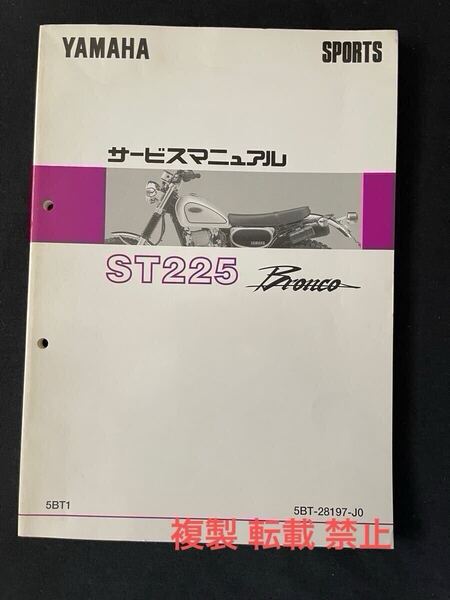 YAMAHA SPORTS
サービスマニュアル
YAMAHA
ST225 Bronco
5BT1 5BT-28197-J0
複製 転載 禁止